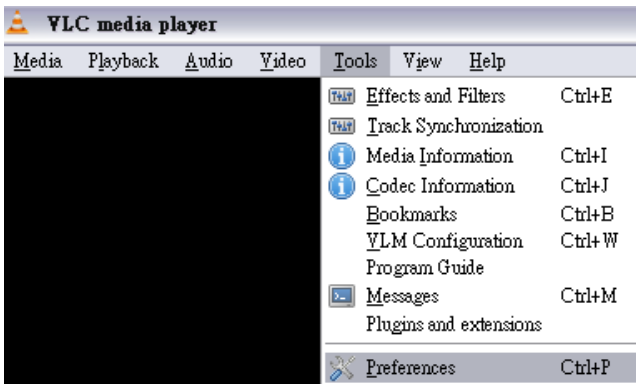 VLC media player
Media Playback Audio Video Tools View Help
Effects and Filters Ctrl+E
Track Synchronization
Media Information Ctrl+I
Codec Information Ctrl+J
Bookmarks Ctrl+B
VLM Configuration Ctrl+W
Program Guide
Messages Ctrl+M
Plugins and extensions
Preferences Ctrl+P